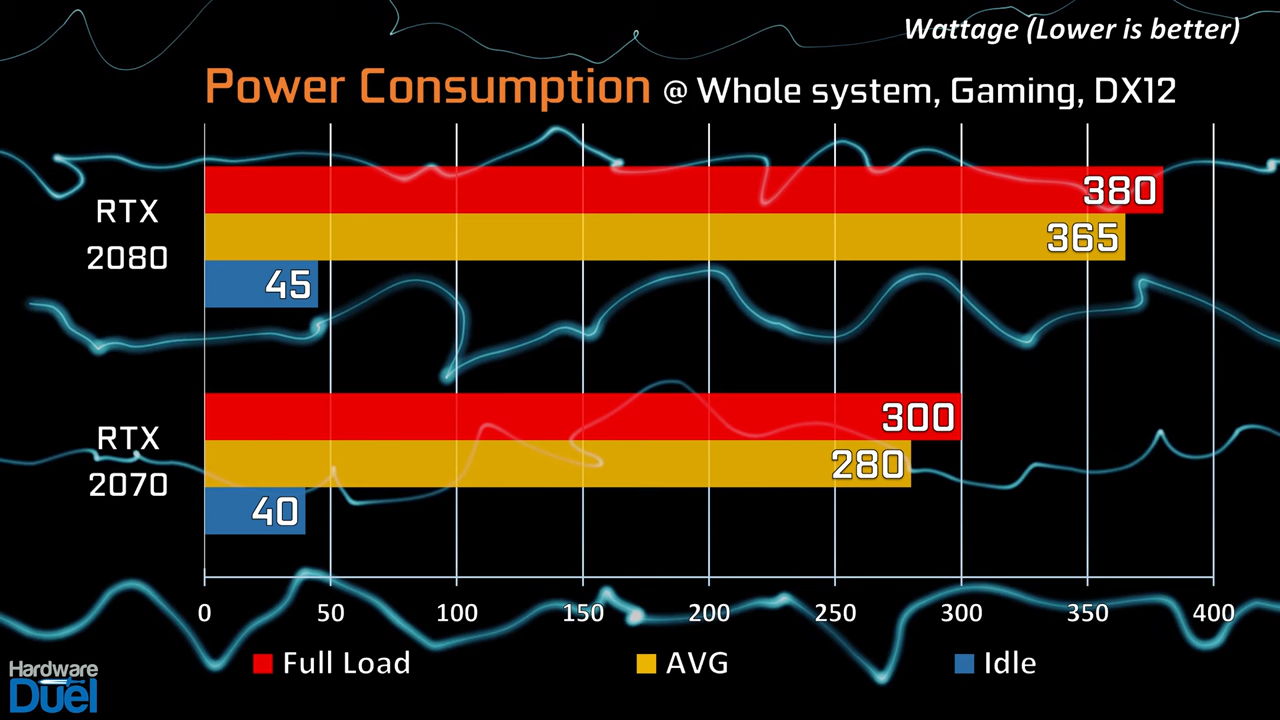 Wattage (Lower is better)
Power Consumption @ Whole system, Gaming, DX12
RTX
2080
380
365
45
RTX
2070
300
280
40
0 50 100 150 200 250 300 350 400
Full Load AVG Idle
Hardware
Duel